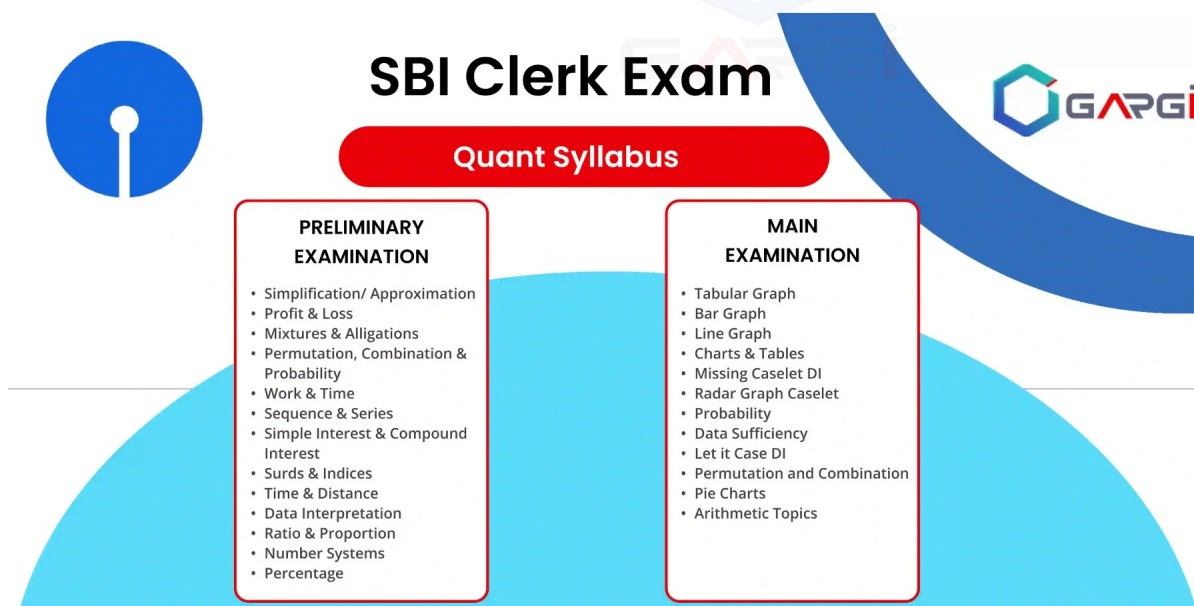 SBI Clerk Exam
GARGI
Quant Syllabus
PRELIMINARY
EXAMINATION
• Simplification/ Approximation
• Profit & Loss
• Mixtures & Alligations
• Permutation, Combination &
Probability
• Work & Time
• Sequence & Series
• Simple Interest & Compound
Interest
• Surds & Indices
• Time & Distance
• Data Interpretation
• Ratio & Proportion
• Number Systems
• Percentage
MAIN
EXAMINATION
• Tabular Graph
• Bar Graph
• Line Graph
• Charts & Tables
• Missing Caselet DI
• Radar Graph Caselet
• Probability
• Data Sufficiency
• Let it Case DI
• Permutation and Combination
• Pie Charts
• Arithmetic Topics